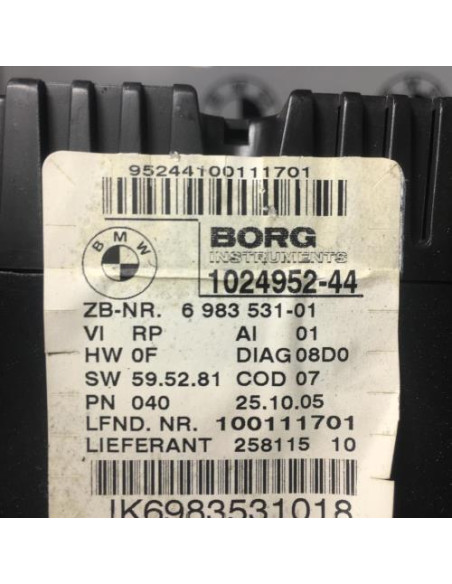 95244100111701
BMW
BORG
INSTRUMENTS
1024952-44
ZB-NR. 6 983 531-01
VI RP AI 01
HW 0F DIAG 08D0
SW 59.52.81 COD 07
PN 040 25.10.05
LFND. NR. 100111701
LIEFERANT 258115 10
IK6983531018